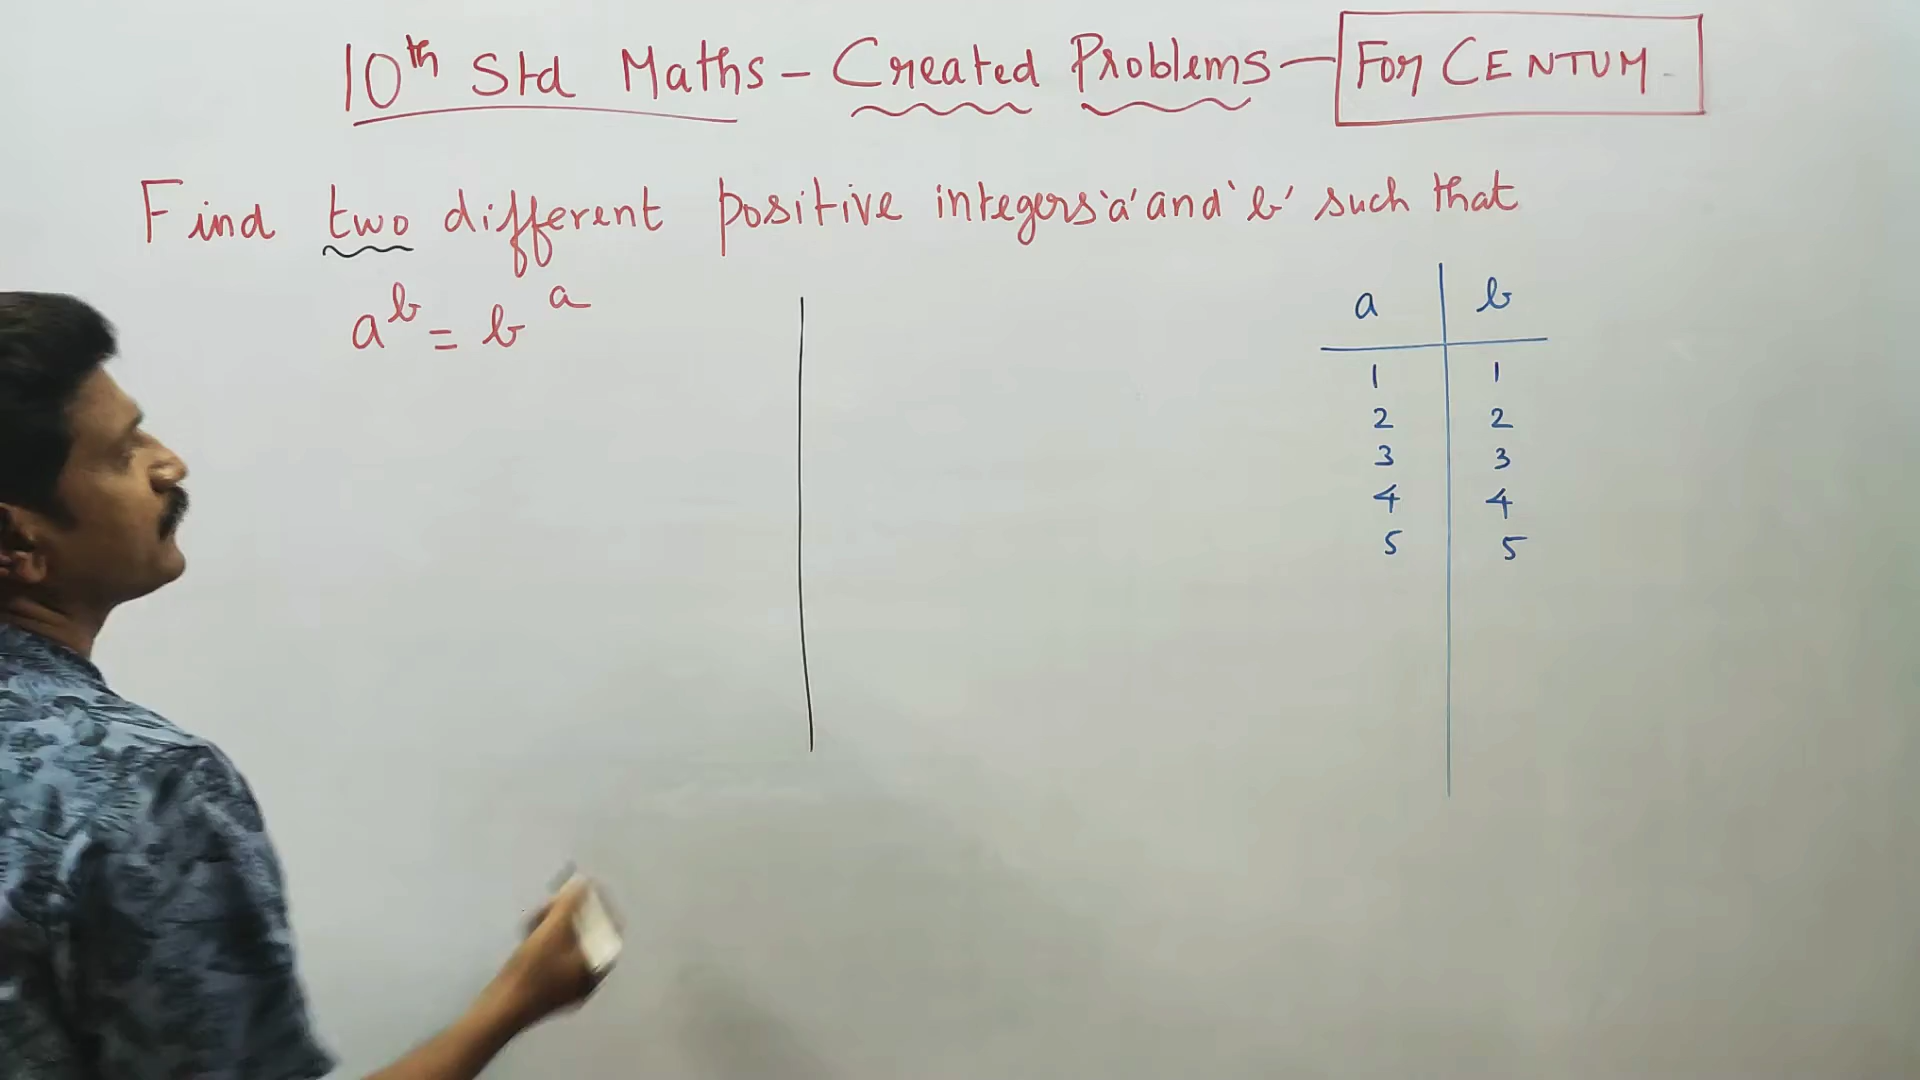 10th Std Maths - Created Problems - For CENTUM.
Find two different positive integers 'a' and 'b' such that
a^b = b^a
a b
1 1
2 2
3 3
4 4
5 5